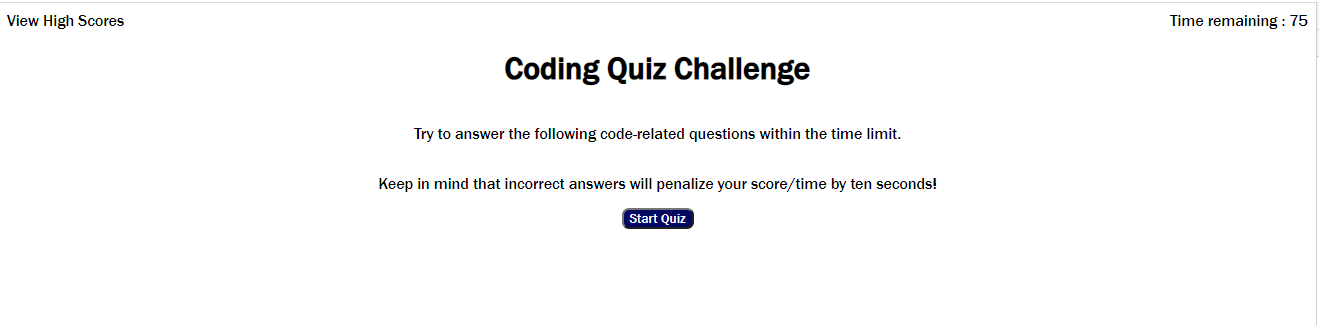 View High Scores
Time remaining : 75
Coding Quiz Challenge
Try to answer the following code-related questions within the time limit.
Keep in mind that incorrect answers will penalize your score/time by ten seconds!
Start Quiz